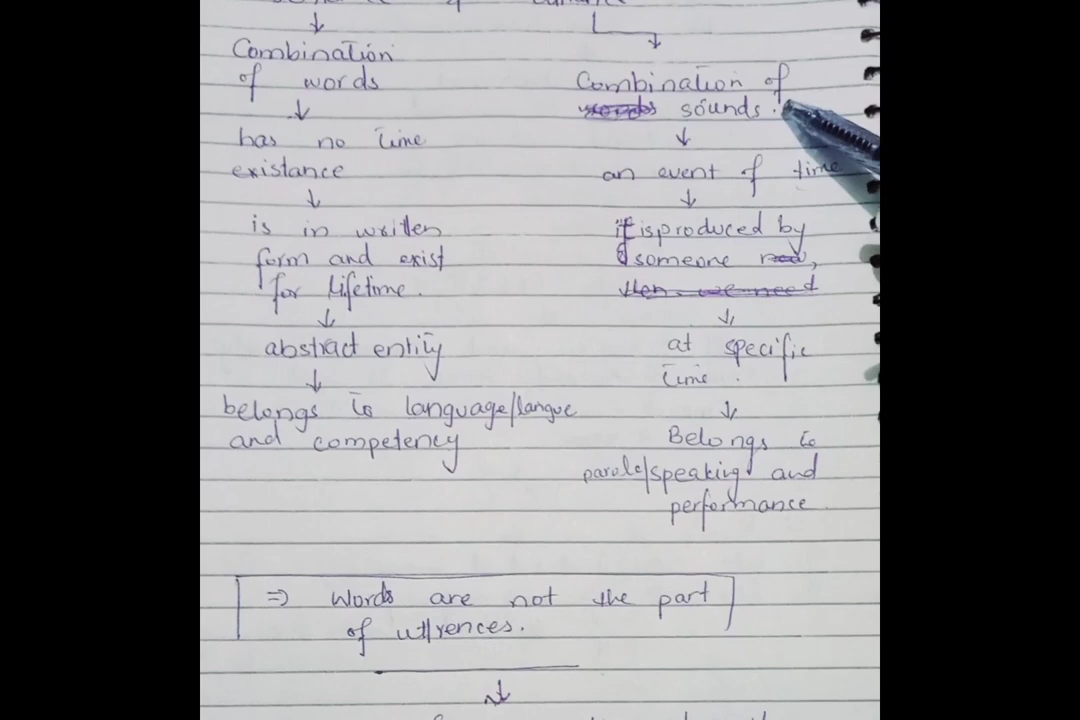 Combination
of words
has no time
existance
is in written
form and exist
for lifetime.
abstract entity
belongs to language/langue
and competency
Combination of
sounds.
an event of time
it is produced by
someone
at specific
time.
Belongs to
parole/speaking and
performance.
⇒ Words are not the part
of uttrences.